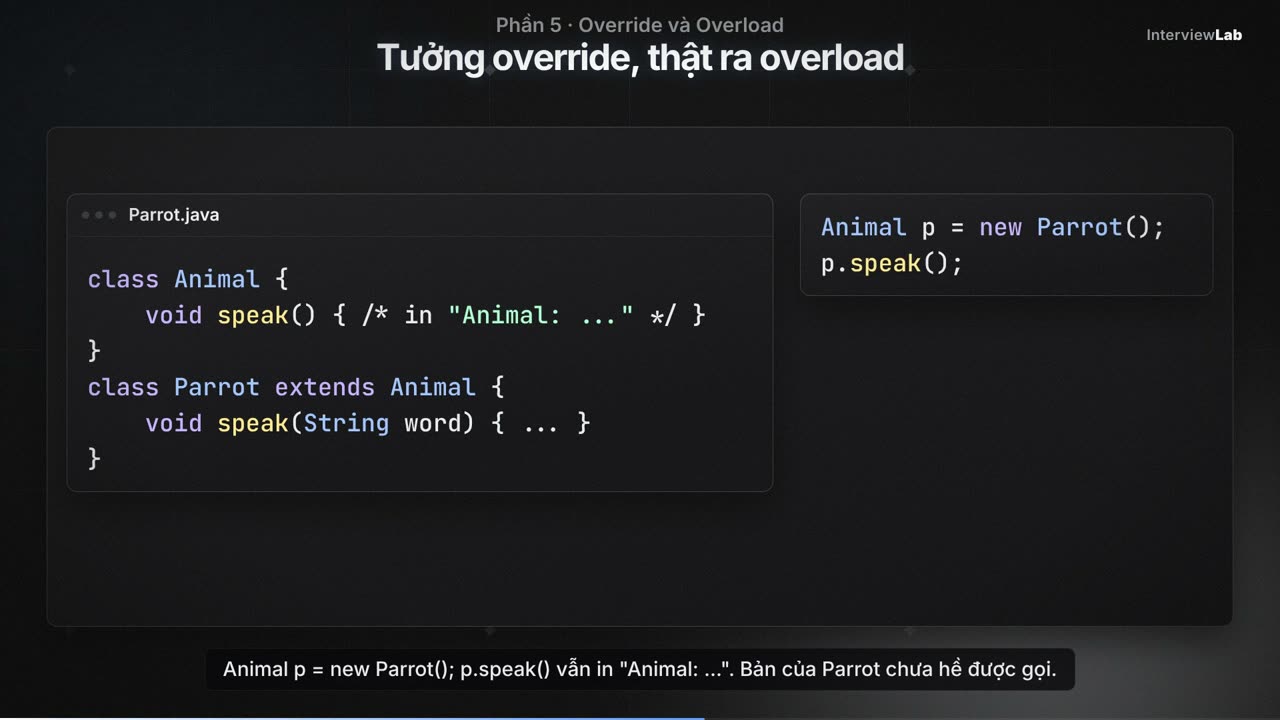 Phần 5 · Override và Overload
Tưởng override, thật ra overload
InterviewLab
Parrot.java
class Animal {
    void speak() { /* in "Animal: ..." */ }
}
class Parrot extends Animal {
    void speak(String word) { ... }
}
Animal p = new Parrot();
p.speak();
Animal p = new Parrot(); p.speak() vẫn in "Animal: ...". Bản của Parrot chưa hề được gọi.